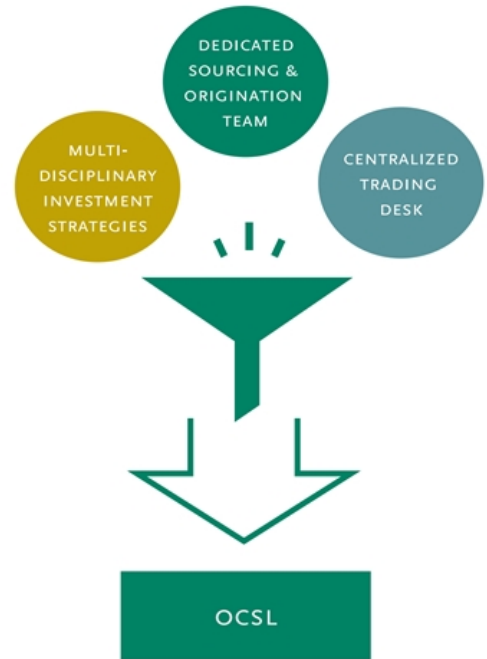 DEDICATED
SOURCING &
ORIGINATION
TEAM
MULTI-
DISCIPLINARY
INVESTMENT
STRATEGIES
CENTRALIZED
TRADING
DESK
OCSL